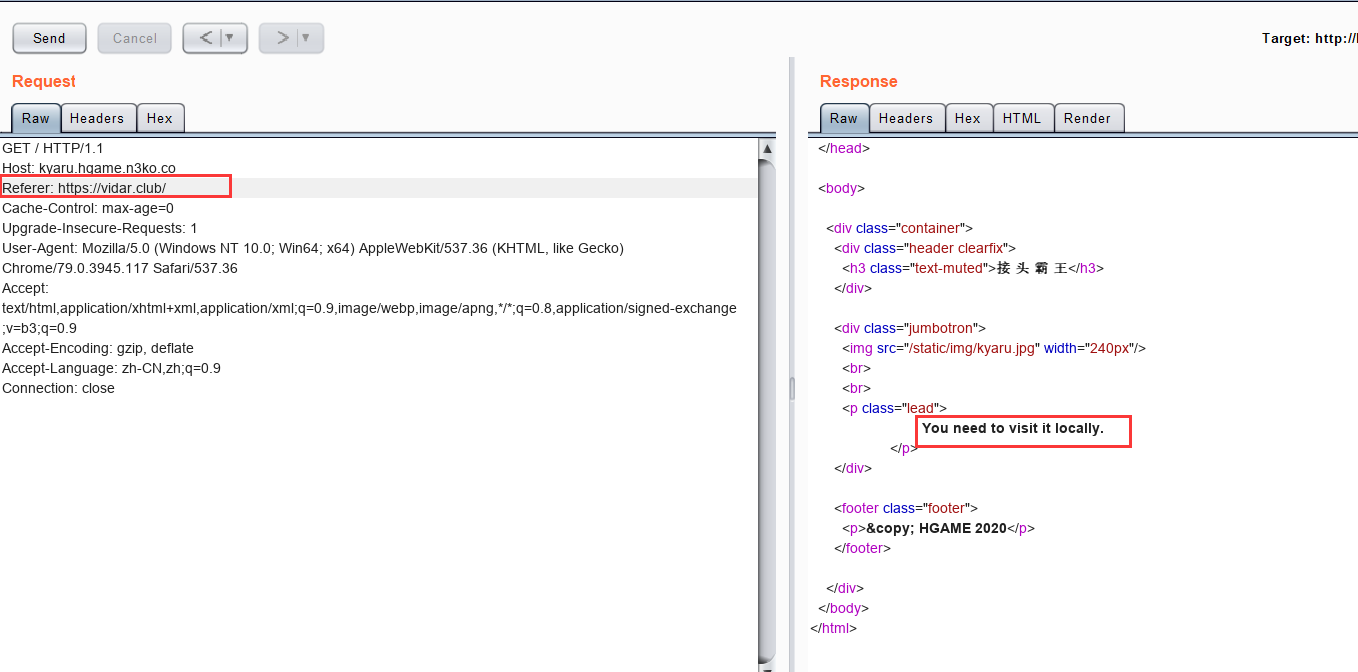 Send
Cancel
<
>
Target: http://
Request
Response
Raw
Headers
Hex
Raw
Headers
Hex
HTML
Render
GET / HTTP/1.1
Host: kyaru.hgame.n3ko.co
Referer: https://vidar.club/
Cache-Control: max-age=0
Upgrade-Insecure-Requests: 1
User-Agent: Mozilla/5.0 (Windows NT 10.0; Win64; x64) AppleWebKit/537.36 (KHTML, like Gecko)
Chrome/79.0.3945.117 Safari/537.36
Accept:
text/html,application/xhtml+xml,application/xml;q=0.9,image/webp,image/apng,*/*;q=0.8,application/signed-exchange
;v=b3;q=0.9
Accept-Encoding: gzip, deflate
Accept-Language: zh-CN,zh;q=0.9
Connection: close
</head>
<body>
<div class="container">
<div class="header clearfix">
<h3 class="text-muted">接 头 霸 王</h3>
</div>
<div class="jumbotron">
<img src="/static/img/kyaru.jpg" width="240px"/>
<br>
<br>
<p class="lead">
You need to visit it locally.
</p>
</div>
<footer class="footer">
<p>&copy; HGAME 2020</p>
</footer>
</div>
</body>
</html>